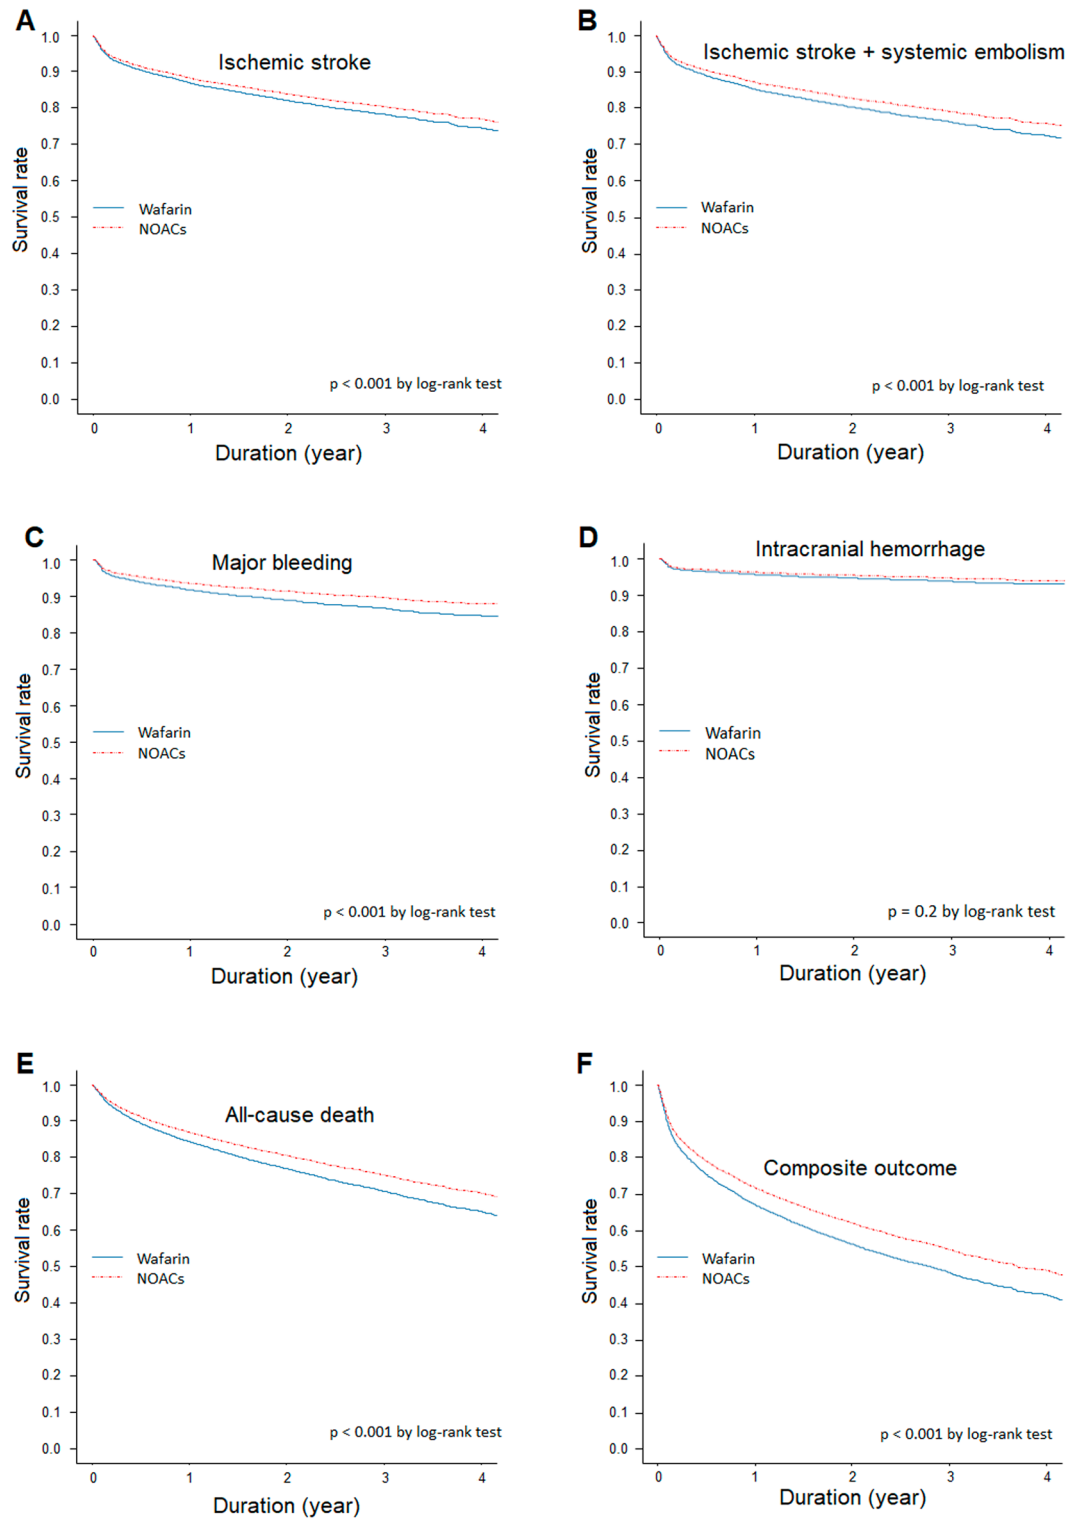 A
Ischemic stroke
1.0
0.9
0.8
0.7
0.6
0.5
0.4
0.3
0.2
0.1
0.0
Survival rate
Wafarin
NOACs
p < 0.001 by log-rank test
0 1 2 3 4
Duration (year)
B
Ischemic stroke + systemic embolism
1.0
0.9
0.8
0.7
0.6
0.5
0.4
0.3
0.2
0.1
0.0
Survival rate
Wafarin
NOACs
p < 0.001 by log-rank test
0 1 2 3 4
Duration (year)
C
Major bleeding
1.0
0.9
0.8
0.7
0.6
0.5
0.4
0.3
0.2
0.1
0.0
Survival rate
Wafarin
NOACs
p < 0.001 by log-rank test
0 1 2 3 4
Duration (year)
D
Intracranial hemorrhage
1.0
0.9
0.8
0.7
0.6
0.5
0.4
0.3
0.2
0.1
0.0
Survival rate
Wafarin
NOACs
p = 0.2 by log-rank test
0 1 2 3 4
Duration (year)
E
All-cause death
1.0
0.9
0.8
0.7
0.6
0.5
0.4
0.3
0.2
0.1
0.0
Survival rate
Wafarin
NOACs
p < 0.001 by log-rank test
0 1 2 3 4
Duration (year)
F
Composite outcome
1.0
0.9
0.8
0.7
0.6
0.5
0.4
0.3
0.2
0.1
0.0
Survival rate
Wafarin
NOACs
p < 0.001 by log-rank test
0 1 2 3 4
Duration (year)